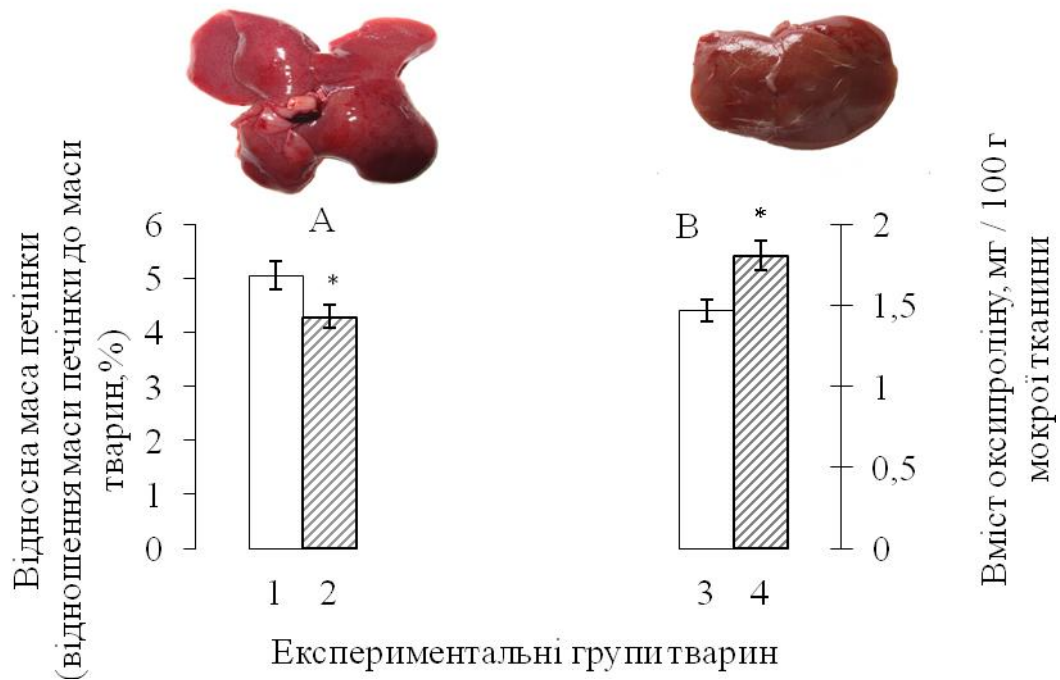 Відносна маса печінки
(відношення маси печінки до маси
тварин,%)
А
6
5
4
3
2
1
0
*
1 2
В
*
2
1,5
1
0,5
0
3 4
Вміст оксипроліну, мг / 100 г
мокрої тканини
Експериментальні групи тварин